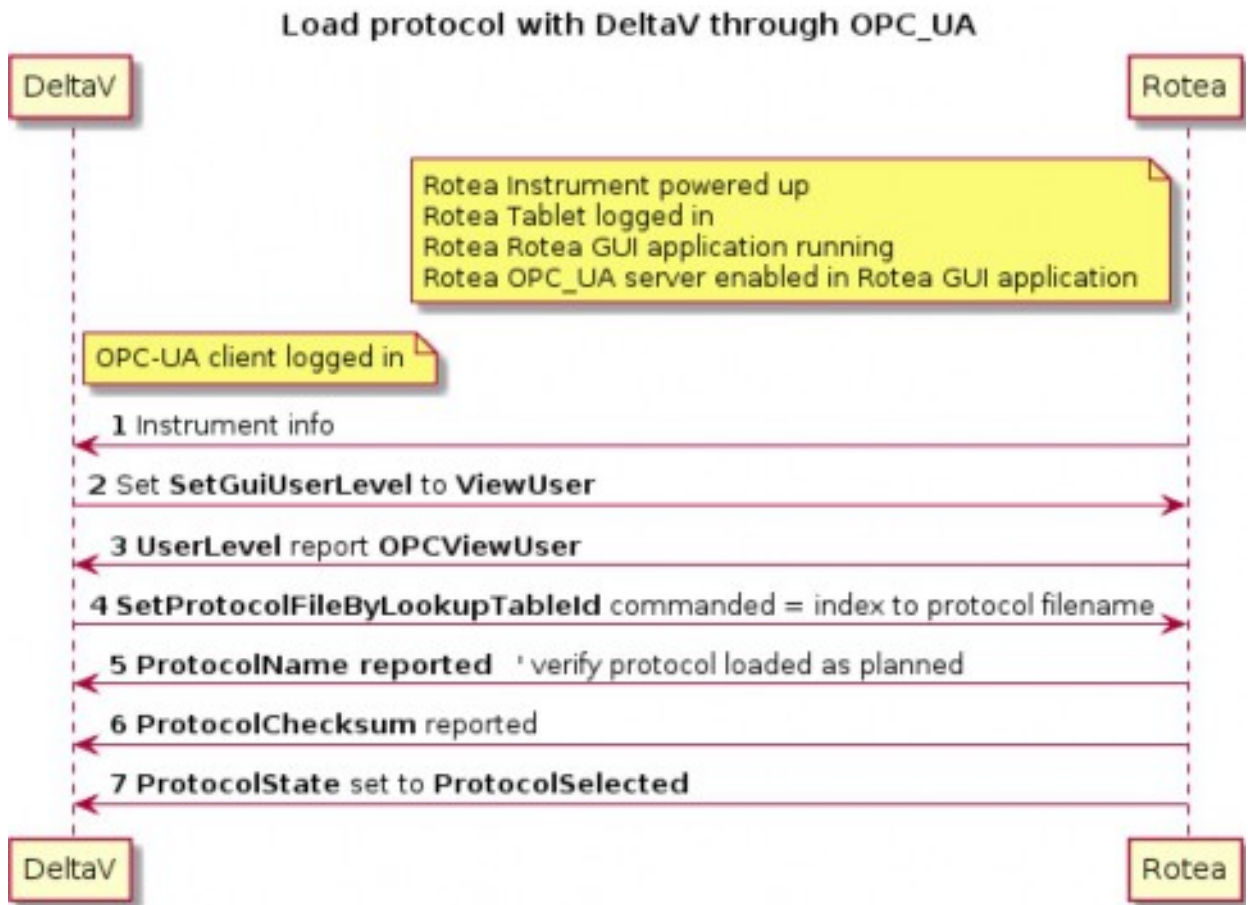 Load protocol with DeltaV through OPC_UA
DeltaV
Rotea
Rotea Instrument powered up
Rotea Tablet logged in
Rotea Rotea GUI application running
Rotea OPC_UA server enabled in Rotea GUI application
OPC-UA client logged in
1 Instrument info
2 Set SetGuiUserLevel to ViewUser
3 UserLevel report OPCViewUser
4 SetProtocolFileByLookupTableId commanded = index to protocol filename
5 ProtocolName reported ' verify protocol loaded as planned
6 ProtocolChecksum reported
7 ProtocolState set to ProtocolSelected
DeltaV
Rotea